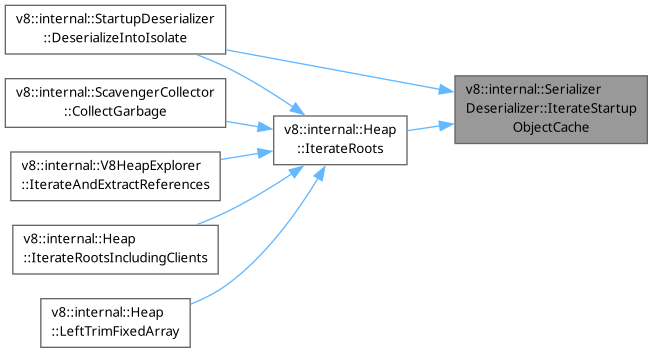 v8::internal::StartupDeserializer
::DeserializeIntoIsolate
v8::internal::ScavengerCollector
::CollectGarbage
v8::internal::V8HeapExplorer
::IterateAndExtractReferences
v8::internal::Heap
::IterateRootsIncludingClients
v8::internal::Heap
::LeftTrimFixedArray
v8::internal::Heap
::IterateRoots
v8::internal::Serializer
Deserializer::IterateStartup
ObjectCache